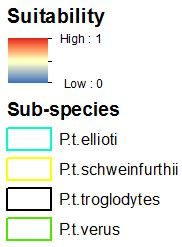 Suitability
High : 1
Low : 0
Sub-species
P.t.ellioti
P.t.schweinfurthii
P.t.troglodytes
P.t.verus